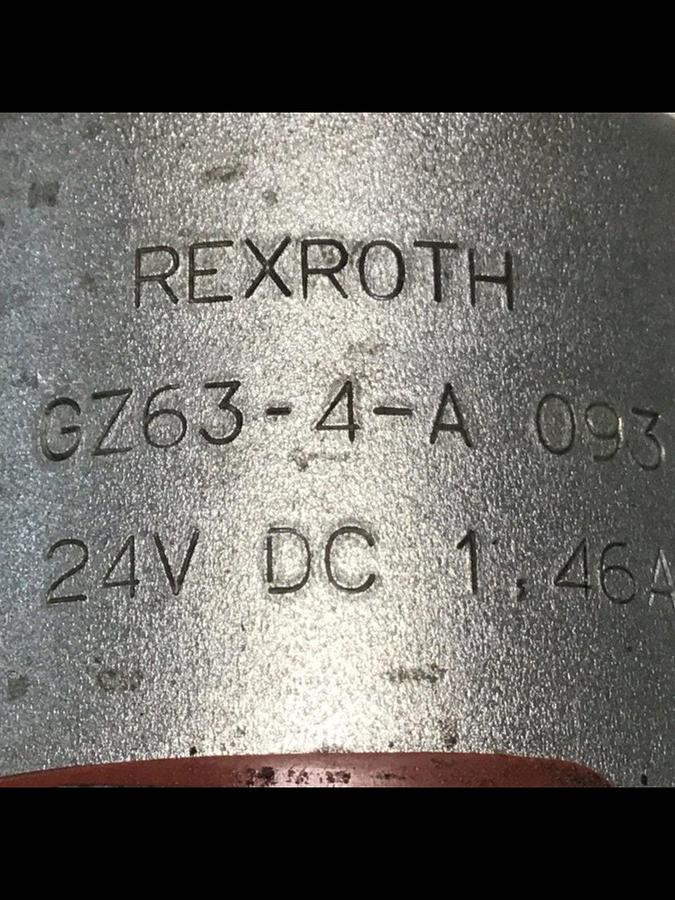 REXROTH
GZ63-4-A 093
24V DC 1,46A